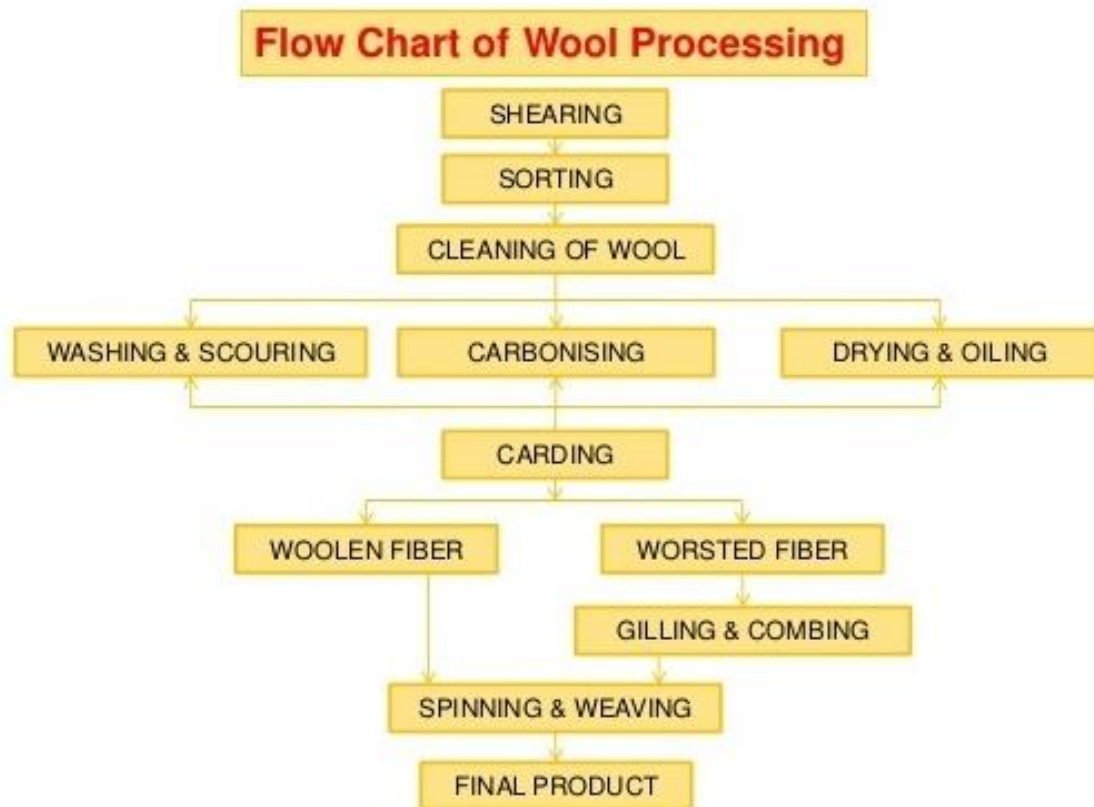 Flow Chart of Wool Processing
SHEARING
SORTING
CLEANING OF WOOL
WASHING & SCOURING
CARBONISING
DRYING & OILING
CARDING
WOOLEN FIBER
WORSTED FIBER
GILLING & COMBING
SPINNING & WEAVING
FINAL PRODUCT